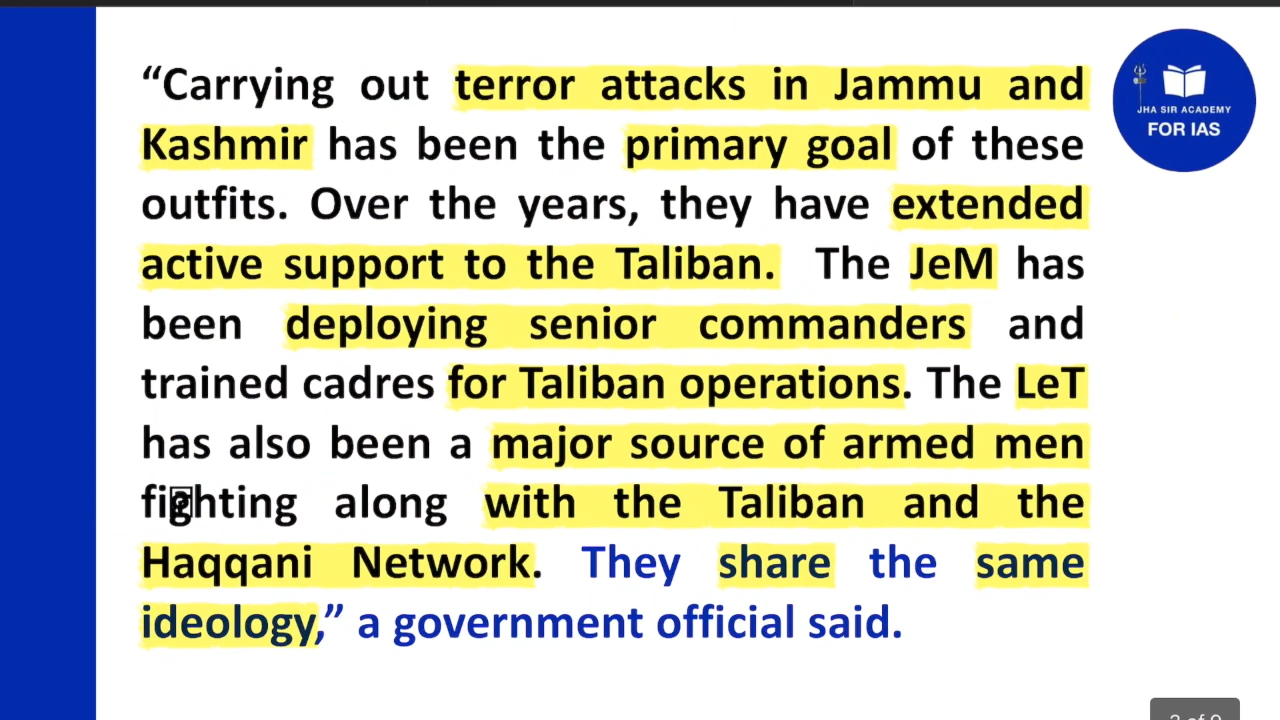 “Carrying out terror attacks in Jammu and
Kashmir has been the primary goal of these
outfits. Over the years, they have extended
active support to the Taliban. The JeM has
been deploying senior commanders and
trained cadres for Taliban operations. The LeT
has also been a major source of armed men
fighting along with the Taliban and the
Haqqani Network. They share the same
ideology,” a government official said.
JHA SIR ACADEMY
FOR IAS